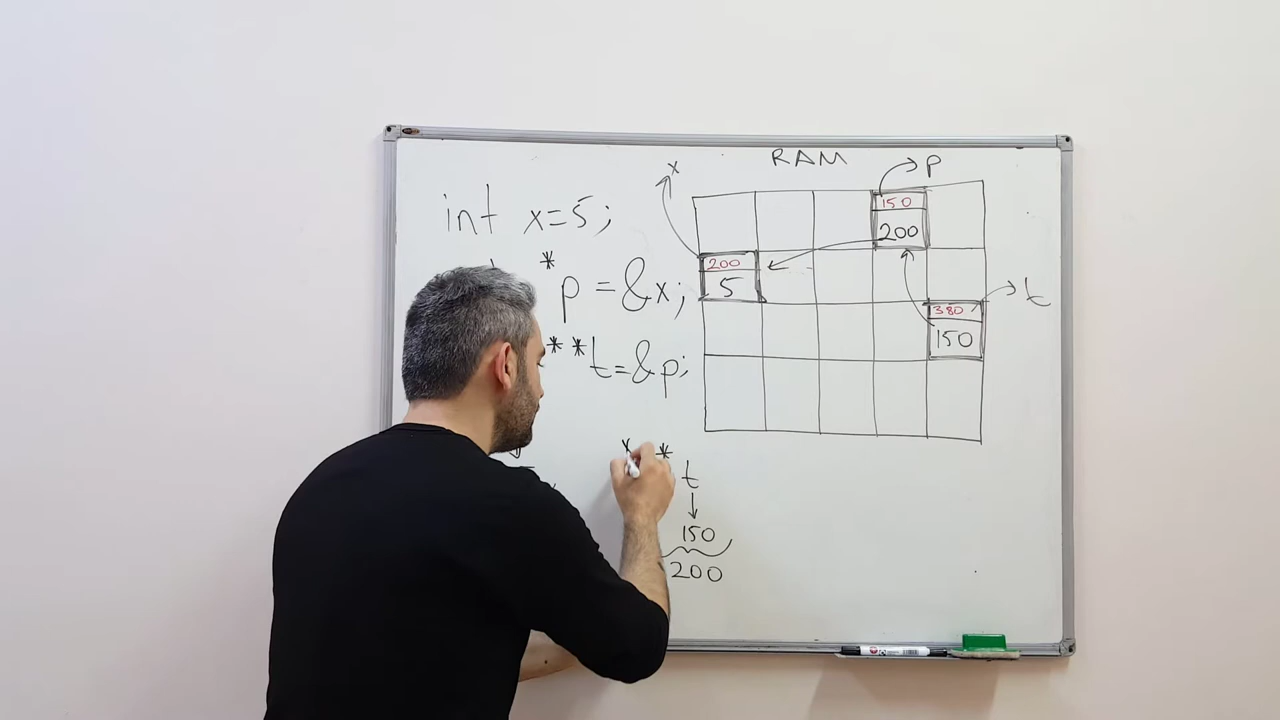 RAM
p
x
150
200
int x=5;
200
5
*p = &x;
t
380
150
**t=&p;
* t
150
200